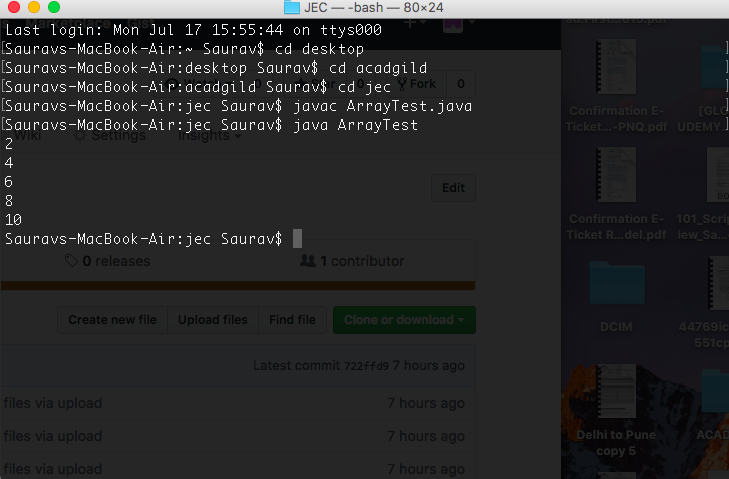 JEC — -bash — 80×24
Last login: Mon Jul 17 15:55:44 on ttys000
[Sauravs-MacBook-Air:~ Saurav$ cd desktop ]
[Sauravs-MacBook-Air:desktop Saurav$ cd acadgild ]
[Sauravs-MacBook-Air:acadgild Saurav$ cd jec ]
[Sauravs-MacBook-Air:jec Saurav$ javac ArrayTest.java ]
[Sauravs-MacBook-Air:jec Saurav$ java ArrayTest ]
2
4
6
8
10
Sauravs-MacBook-Air:jec Saurav$
Fork 0
Wiki Settings Insights
Edit
0 releases 1 contributor
Create new file Upload files Find file Clone or download
Latest commit 722ffd9 7 hours ago
files via upload 7 hours ago
files via upload 7 hours ago
files via upload 7 hours ago
Confirmation E-
Ticket...-PNQ.pdf
[GLO
UDEMY
Confirmation E-
Ticket R...del.pdf
101_Scrip
iew_Sa...
DCIM
44769ic
551cp
Delhi to Pune
copy 5
ACAD